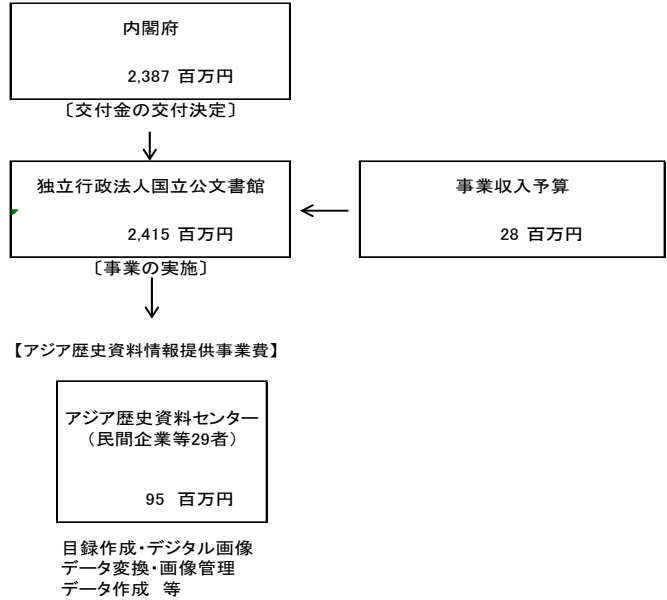 内閣府
2,387 百万円
〔交付金の交付決定〕
独立行政法人国立公文書館
2,415 百万円
事業収入予算
28 百万円
〔事業の実施〕
【アジア歴史資料情報提供事業費】
アジア歴史資料センター
（民間企業等29者）
95 百万円
目録作成・デジタル画像
データ変換・画像管理
データ作成 等